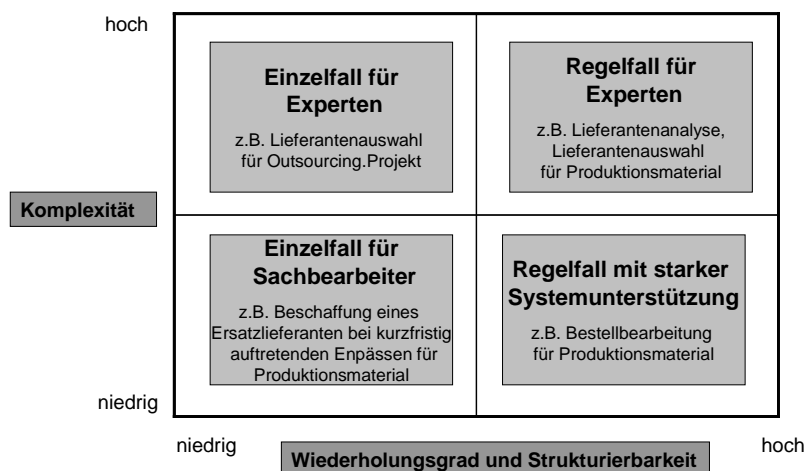 hoch
Einzelfall für
Experten
z.B. Lieferantenauswahl
für Outsourcing.Projekt
Regelfall für
Experten
z.B. Lieferantenanalyse,
Lieferantenauswahl
für Produktionsmaterial
Komplexität
Einzelfall für
Sachbearbeiter
z.B. Beschaffung eines
Ersatzlieferanten bei kurzfristig
auftretenden Enpässen für
Produktionsmaterial
Regelfall mit starker
Systemunterstützung
z.B. Bestellbearbeitung
für Produktionsmaterial
niedrig
niedrig
Wiederholungsgrad und Strukturierbarkeit
hoch